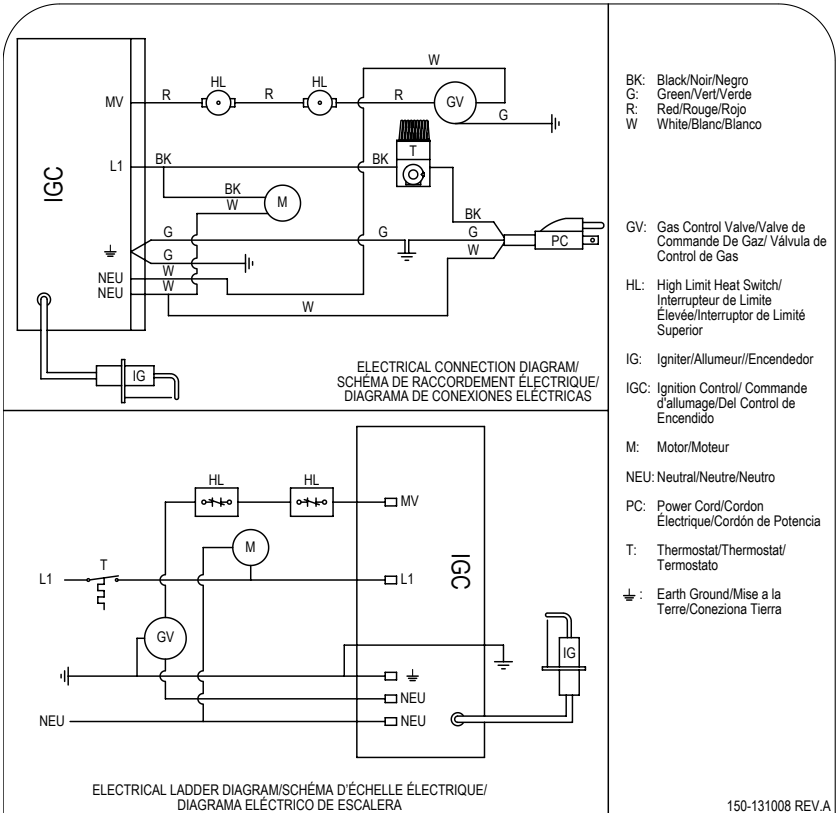 W
HL
HL
MV
R
R
R
GV
G
T
L1
BK
BK
IGC
BK
W
M
BK
G
G
G
W
PC
G
NEU
W
NEU
W
W
IG
ELECTRICAL CONNECTION DIAGRAM/
SCHÉMA DE RACCORDEMENT ÉLECTRIQUE/
DIAGRAMA DE CONEXIONES ELÉCTRICAS
HL
HL
MV
M
T
L1
L1
IGC
GV
IG
NEU
NEU
NEU
ELECTRICAL LADDER DIAGRAM/SCHÉMA D'ÉCHELLE ÉLECTRIQUE/
DIAGRAMA ELÉCTRICO DE ESCALERA
BK: Black/Noir/Negro
G: Green/Vert/Verde
R: Red/Rouge/Rojo
W White/Blanc/Blanco
GV: Gas Control Valve/Valve de
Commande De Gaz/ Válvula de
Control de Gas
HL: High Limit Heat Switch/
Interrupteur de Limite
Élevée/Interruptor de Limité
Superior
IG: Igniter/Allumeur//Encendedor
IGC: Ignition Control/ Commande
d'allumage/Del Control de
Encendido
M: Motor/Moteur
NEU: Neutral/Neutre/Neutro
PC: Power Cord/Cordon
Électrique/Cordón de Potencia
T: Thermostat/Thermostat/
Termostato
⏚ : Earth Ground/Mise a la
Terre/Coneziona Tierra
150-131008 REV.A